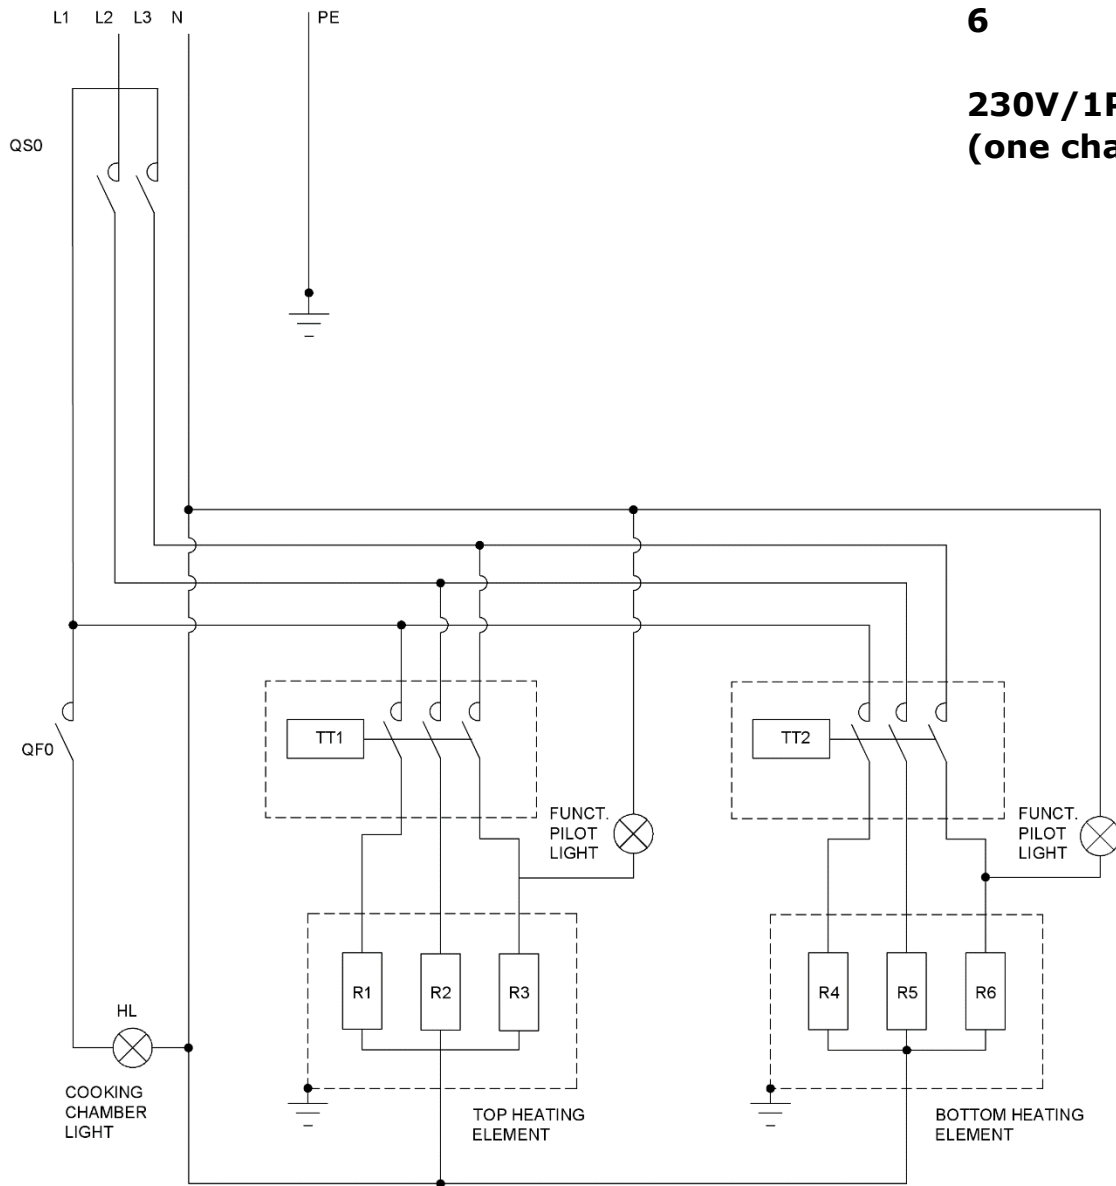 L1 L2 L3 N PE
6
230V/1P
(one cha
QS0
QF0
TT1
TT2
FUNCT.
PILOT
LIGHT
FUNCT.
PILOT
LIGHT
R1 R2 R3
R4 R5 R6
HL
COOKING
CHAMBER
LIGHT
TOP HEATING
ELEMENT
BOTTOM HEATING
ELEMENT